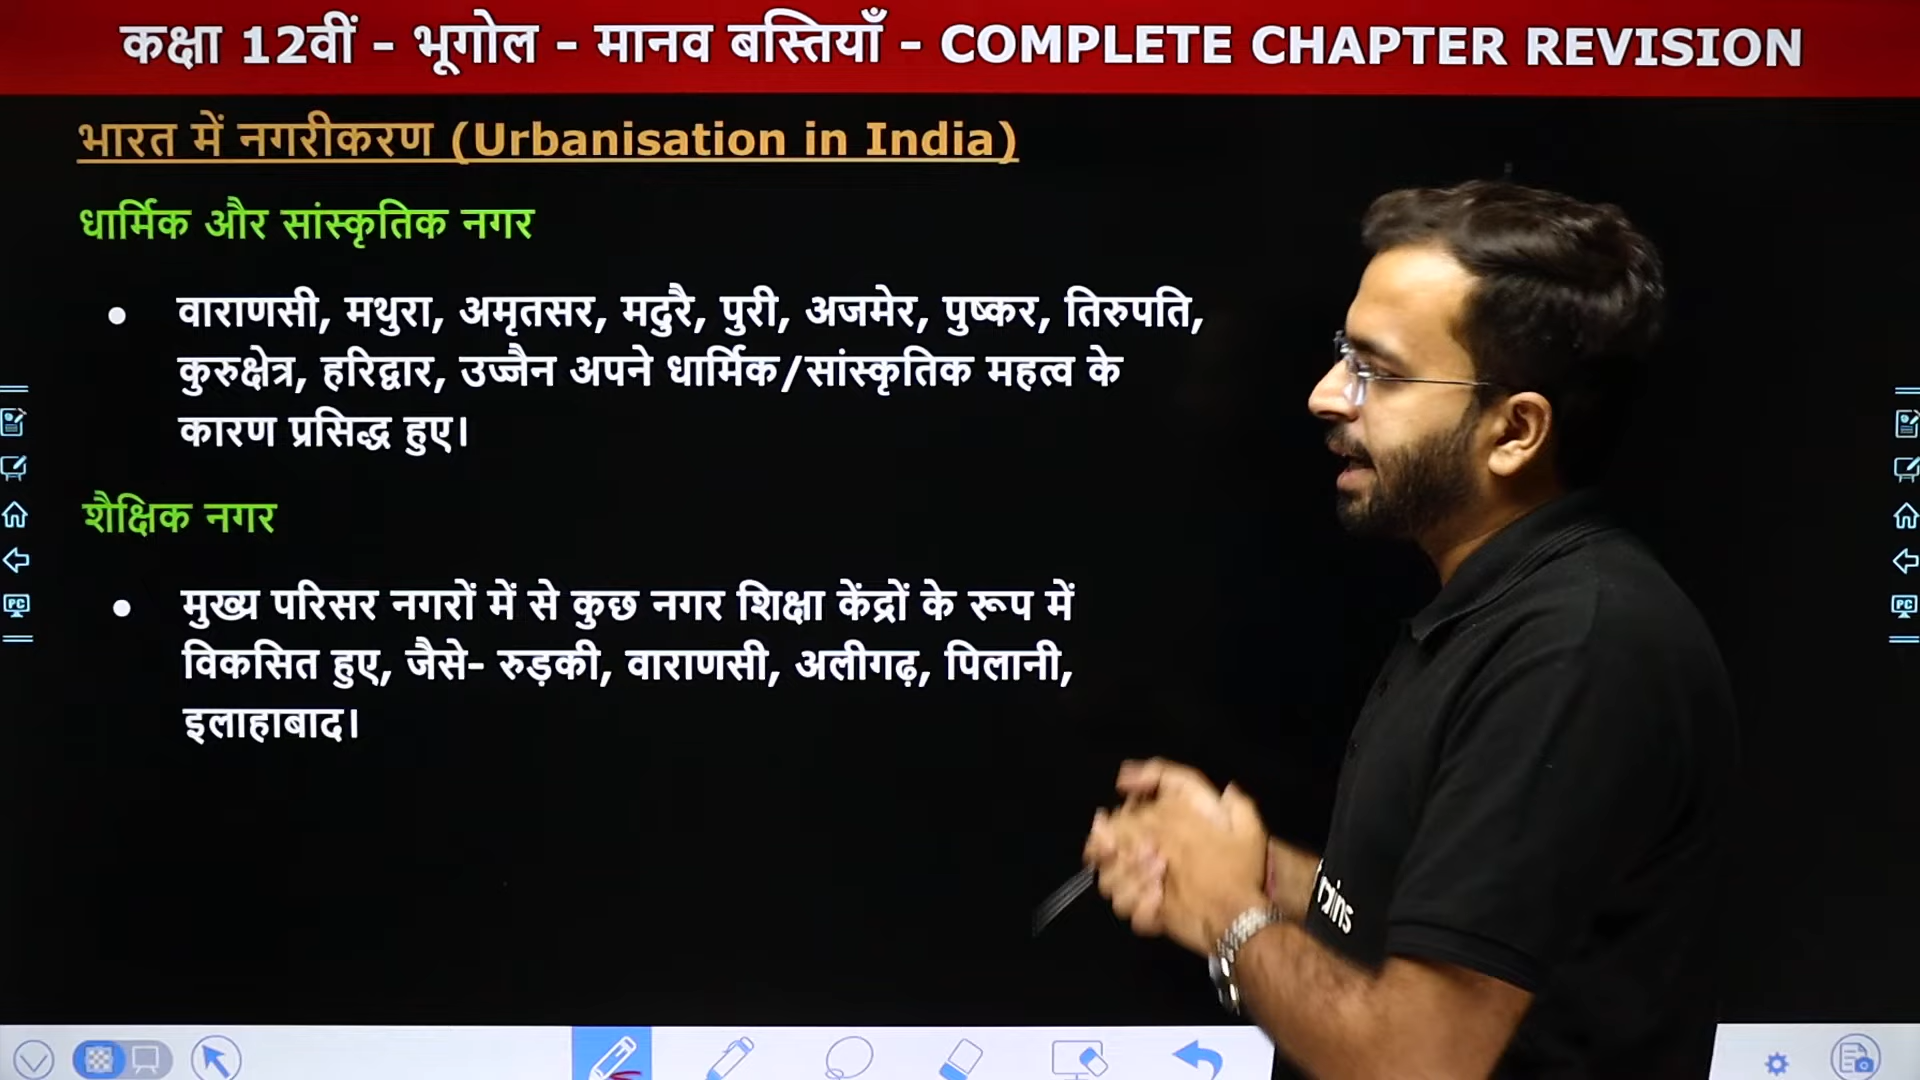 कक्षा 12वीं - भूगोल - मानव बस्तियाँ - COMPLETE CHAPTER REVISION
भारत में नगरीकरण (Urbanisation in India)
धार्मिक और सांस्कृतिक नगर
● वाराणसी, मथुरा, अमृतसर, मदुरै, पुरी, अजमेर, पुष्कर, तिरुपति,
कुरुक्षेत्र, हरिद्वार, उज्जैन अपने धार्मिक/सांस्कृतिक महत्व के
कारण प्रसिद्ध हुए।
शैक्षिक नगर
● मुख्य परिसर नगरों में से कुछ नगर शिक्षा केंद्रों के रूप में
विकसित हुए, जैसे- रुड़की, वाराणसी, अलीगढ़, पिलानी,
इलाहाबाद।
PC
PC